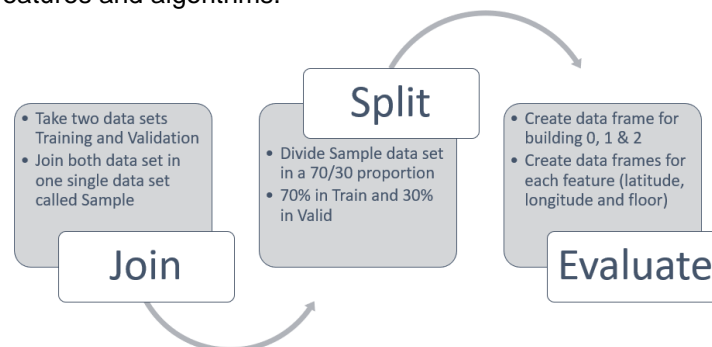 eatures and algorithms.
• Take two data sets
Training and Validation
• Join both data set in
one single data set
called Sample
Join
Split
• Divide Sample data set
in a 70/30 proportion
• 70% in Train and 30%
in Valid
• Create data frame for
building 0, 1 & 2
• Create data frames for
each feature (latitude,
longitude and floor)
Evaluate